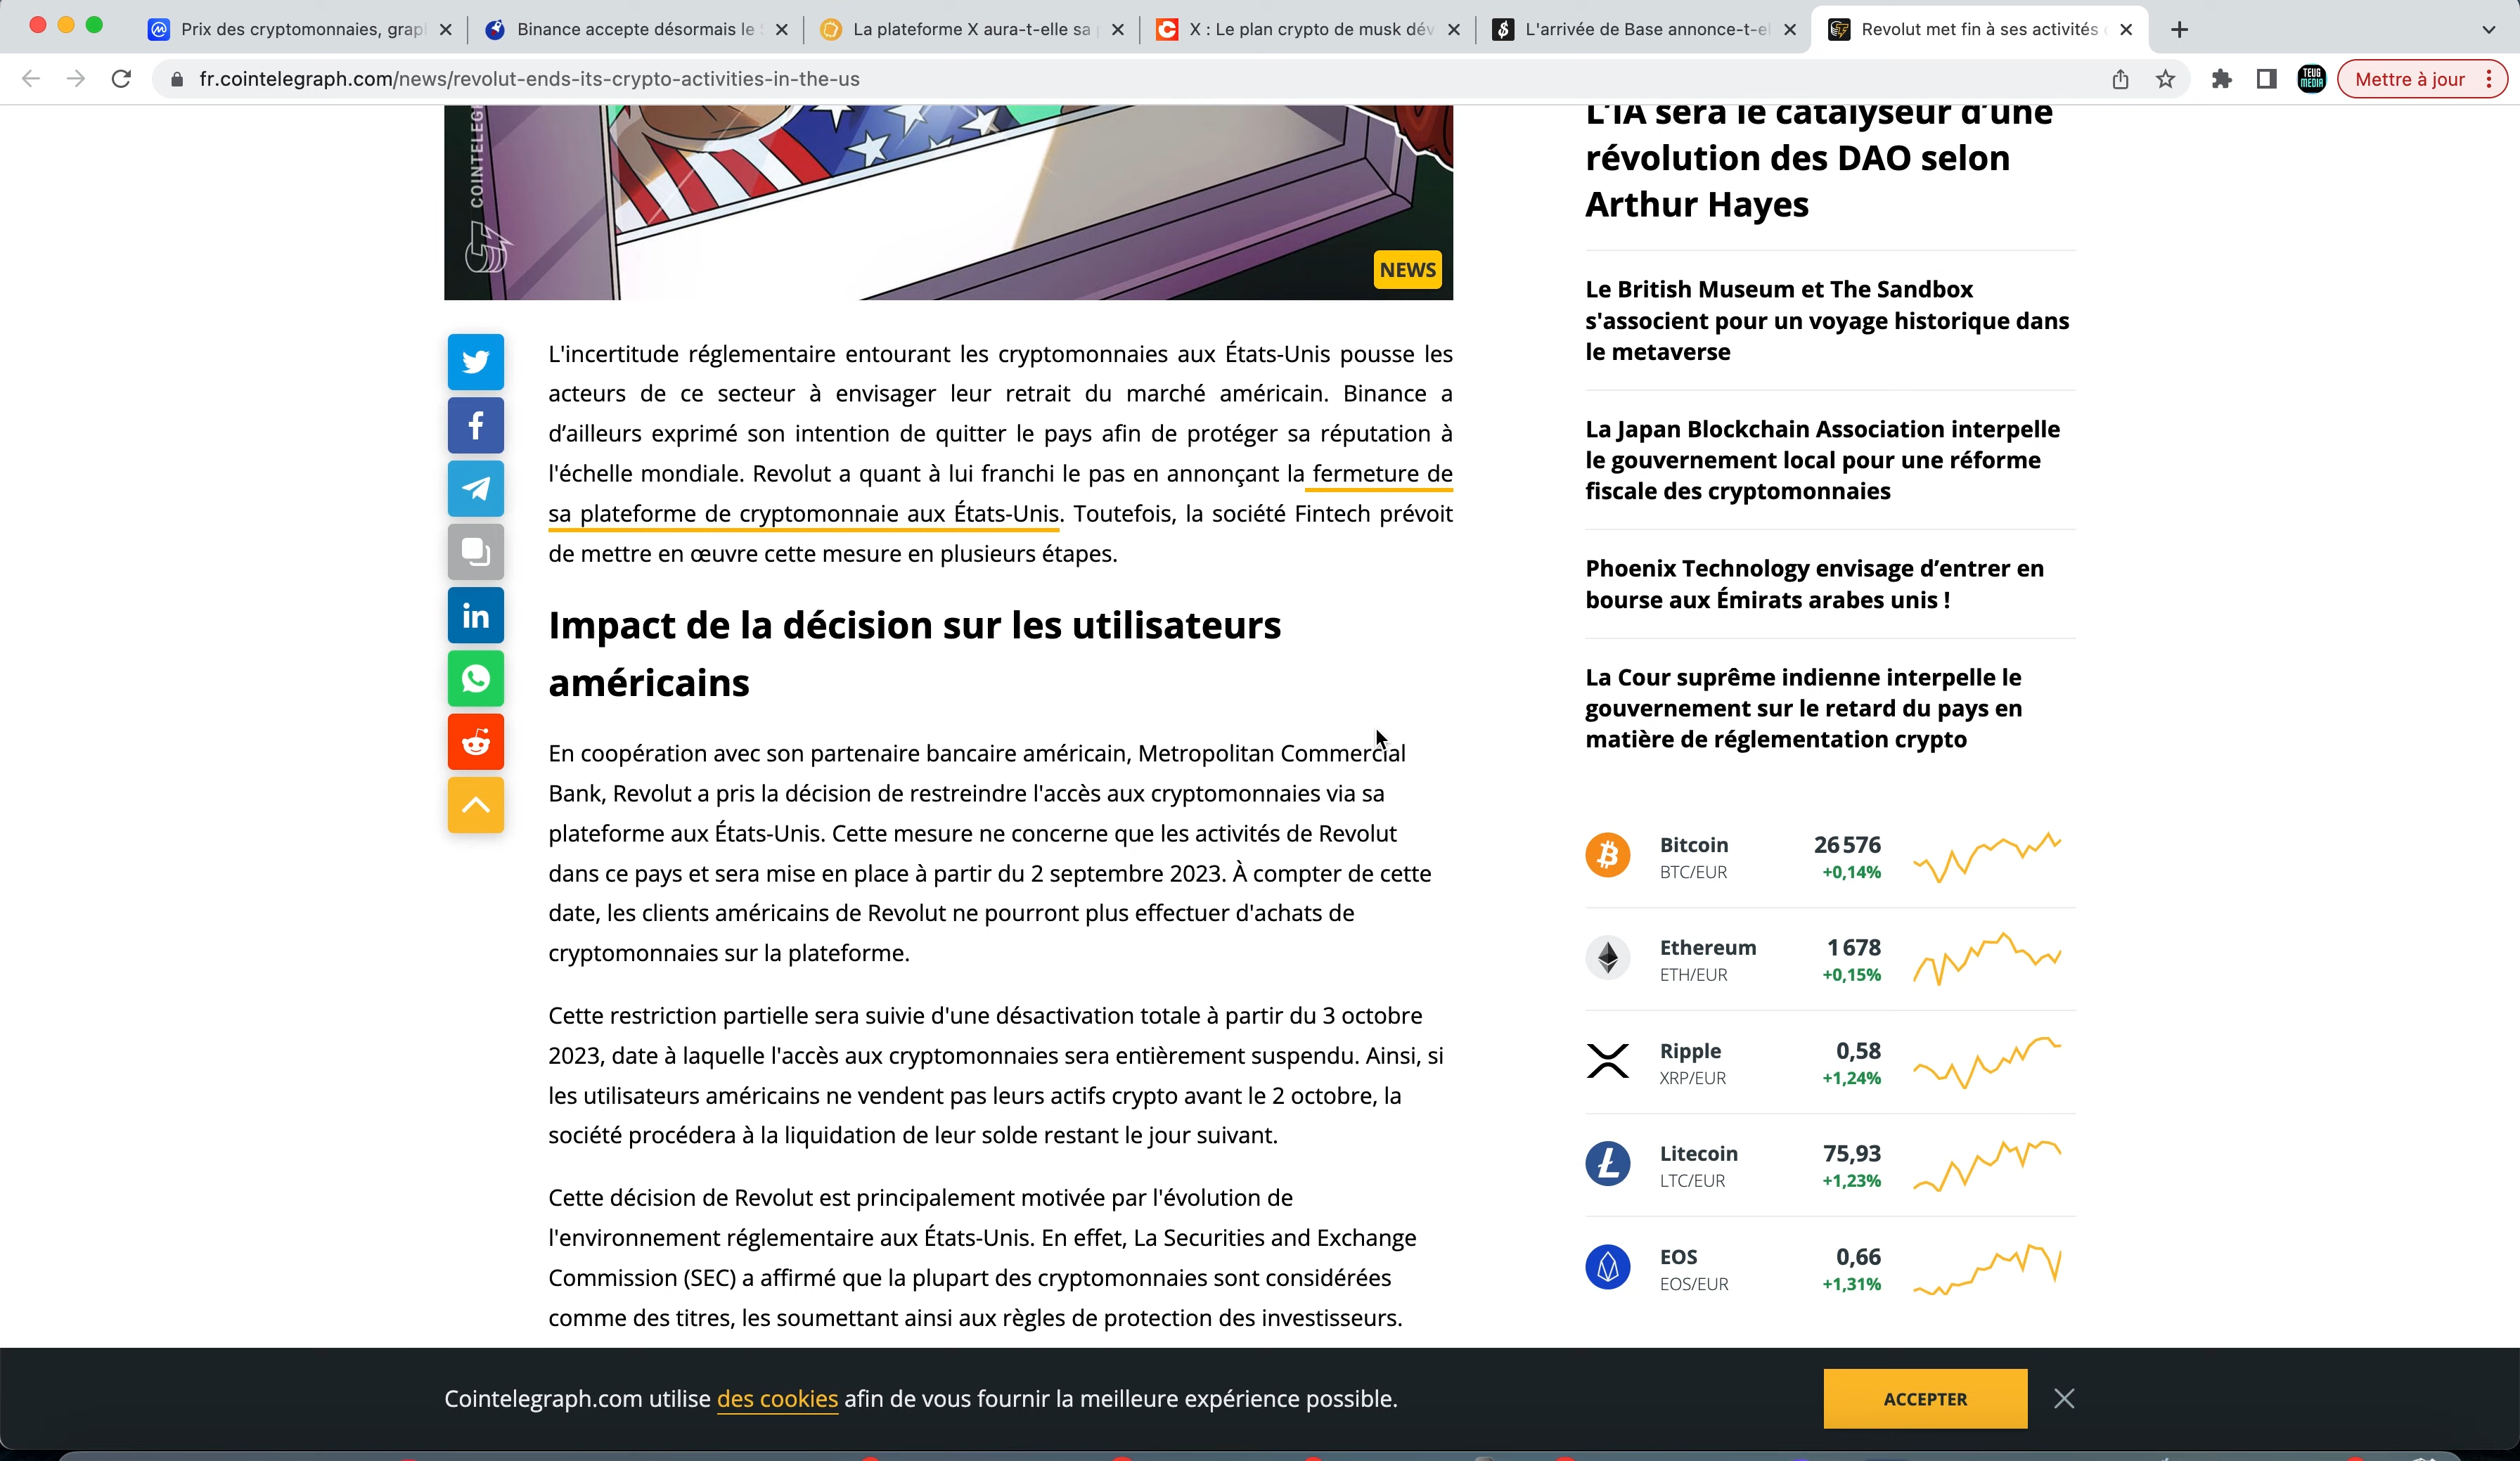 Prix des cryptomonnaies, grap
Binance accepte désormais le
La plateforme X aura-t-elle sa
X : Le plan crypto de musk dév
L'arrivée de Base annonce-t-el
Revolut met fin à ses activités
fr.cointelegraph.com/news/revolut-ends-its-crypto-activities-in-the-us
TEUG
MEDIA
Mettre à jour
COINTELEG
NEWS
L'incertitude réglementaire entourant les cryptomonnaies aux États-Unis pousse les
acteurs de ce secteur à envisager leur retrait du marché américain. Binance a
d’ailleurs exprimé son intention de quitter le pays afin de protéger sa réputation à
l'échelle mondiale. Revolut a quant à lui franchi le pas en annonçant la fermeture de
sa plateforme de cryptomonnaie aux États-Unis. Toutefois, la société Fintech prévoit
de mettre en œuvre cette mesure en plusieurs étapes.
Impact de la décision sur les utilisateurs
américains
En coopération avec son partenaire bancaire américain, Metropolitan Commercial
Bank, Revolut a pris la décision de restreindre l'accès aux cryptomonnaies via sa
plateforme aux États-Unis. Cette mesure ne concerne que les activités de Revolut
dans ce pays et sera mise en place à partir du 2 septembre 2023. À compter de cette
date, les clients américains de Revolut ne pourront plus effectuer d'achats de
cryptomonnaies sur la plateforme.
Cette restriction partielle sera suivie d'une désactivation totale à partir du 3 octobre
2023, date à laquelle l'accès aux cryptomonnaies sera entièrement suspendu. Ainsi, si
les utilisateurs américains ne vendent pas leurs actifs crypto avant le 2 octobre, la
société procédera à la liquidation de leur solde restant le jour suivant.
Cette décision de Revolut est principalement motivée par l'évolution de
l'environnement réglementaire aux États-Unis. En effet, La Securities and Exchange
Commission (SEC) a affirmé que la plupart des cryptomonnaies sont considérées
comme des titres, les soumettant ainsi aux règles de protection des investisseurs.
L’IA sera le catalyseur d’une
révolution des DAO selon
Arthur Hayes
Le British Museum et The Sandbox
s'associent pour un voyage historique dans
le metaverse
La Japan Blockchain Association interpelle
le gouvernement local pour une réforme
fiscale des cryptomonnaies
Phoenix Technology envisage d’entrer en
bourse aux Émirats arabes unis !
La Cour suprême indienne interpelle le
gouvernement sur le retard du pays en
matière de réglementation crypto
Bitcoin 26 576
BTC/EUR +0,14%
Ethereum 1 678
ETH/EUR +0,15%
Ripple 0,58
XRP/EUR +1,24%
Litecoin 75,93
LTC/EUR +1,23%
EOS 0,66
EOS/EUR +1,31%
Cointelegraph.com utilise des cookies afin de vous fournir la meilleure expérience possible.
ACCEPTER